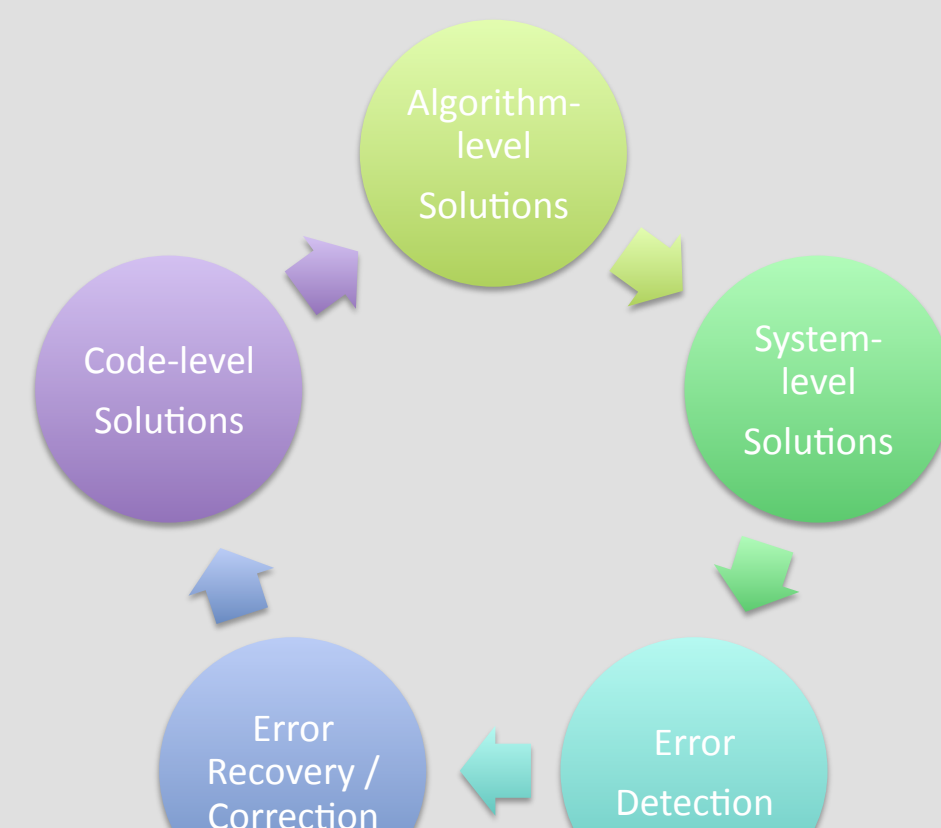 Algorithm-
level
Solutions
System-
level
Solutions
Code-level
Solutions
Error
Recovery /
Correction
Error
Detection